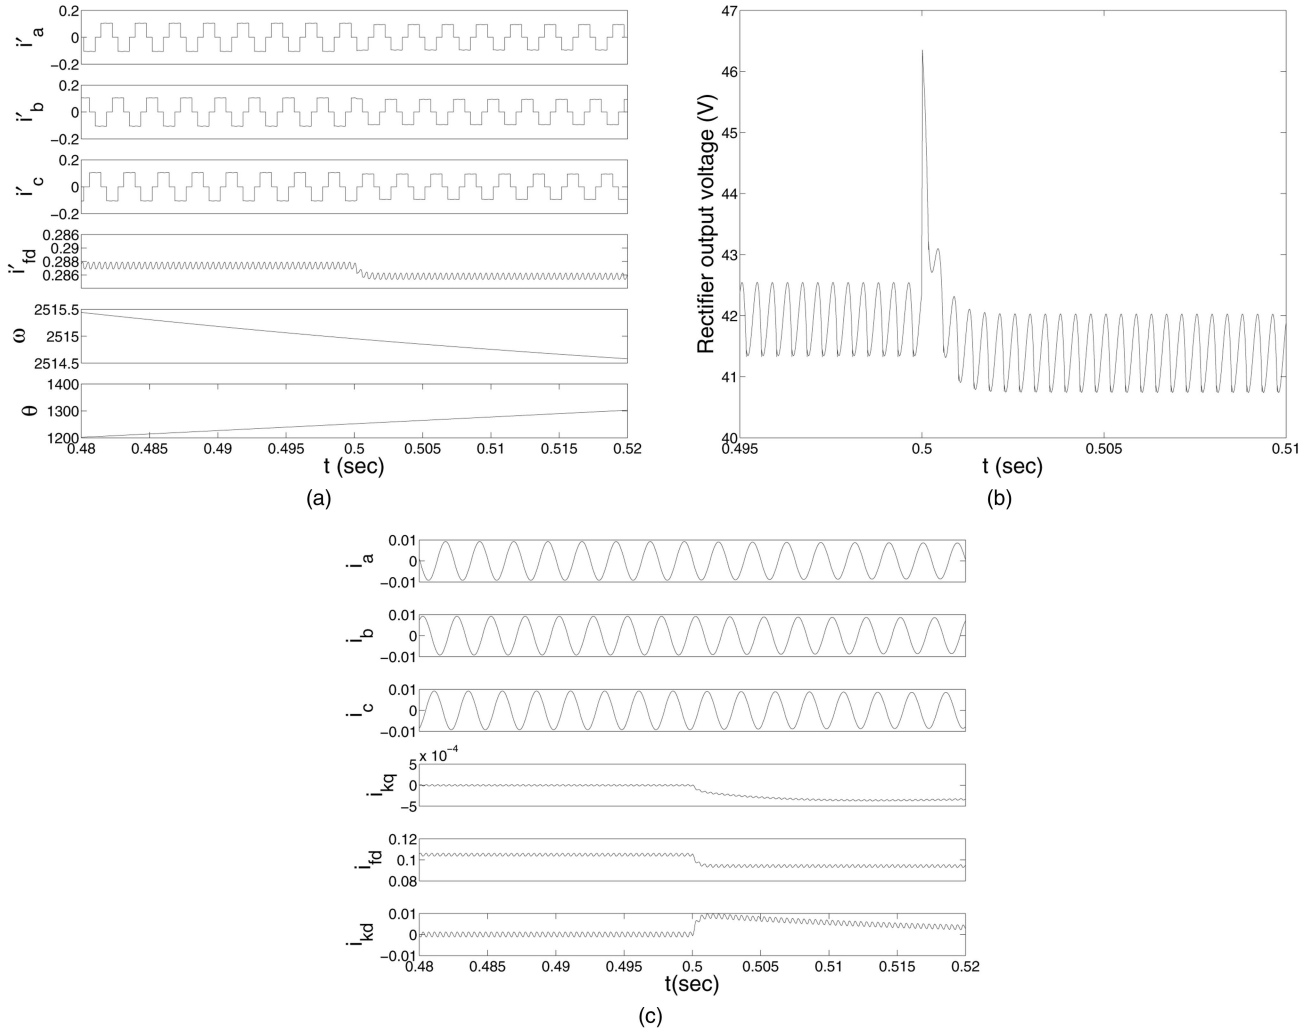 0.2
i′a 0
−0.2
0.2
i′b 0
−0.2
0.2
i′c 0
−0.2
0.286
0.29
i′fd 0.288
0.286
2515.5
ω 2515
2514.5
1400
θ 1300
1200
0.48 0.485 0.49 0.495 0.5 0.505 0.51 0.515 0.52
t (sec)
(a)
47
46
45
44
43
42
41
40
Rectifier output voltage (V)
0.495 0.5 0.505 0.51
t (sec)
(b)
0.01
ia 0
−0.01
0.01
ib 0
−0.01
0.01
ic 0
−0.01
x 10−4
5
ikq 0
−5
0.12
ifd 0.1
0.08
0.01
ikd 0
−0.01
0.48 0.485 0.49 0.495 0.5 0.505 0.51 0.515 0.52
t(sec)
(c)